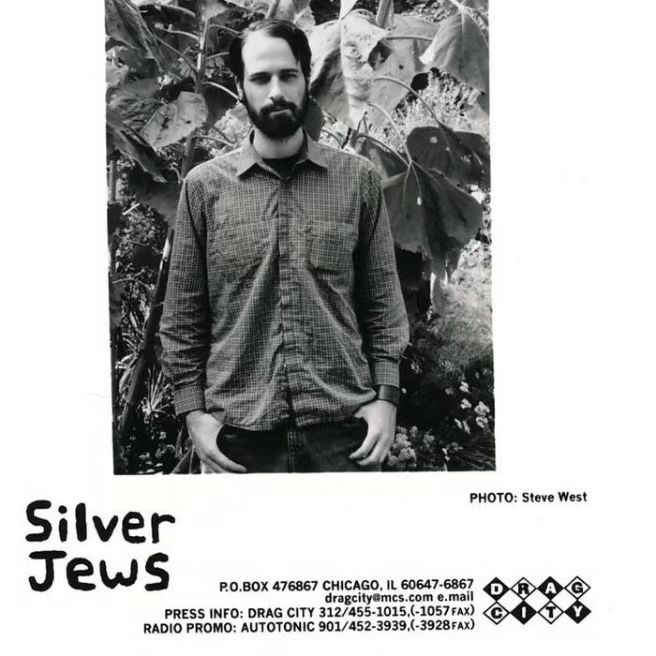 PHOTO: Steve West
Silver
Jews
P.O.BOX 476867 CHICAGO, IL 60647-6867
dragcity@mcs.com e.mail
PRESS INFO: DRAG CITY 312/455-1015,(-1057FAX)
RADIO PROMO: AUTOTONIC 901/452-3939,(-3928FAX)
DRAG
CITY